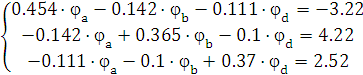 0.454 · φa − 0.142 · φb − 0.111 · φd = −3.22
−0.142 · φa + 0.365 · φb − 0.1 · φd = 4.22
−0.111 · φa − 0.1 · φb + 0.37 · φd = 2.52